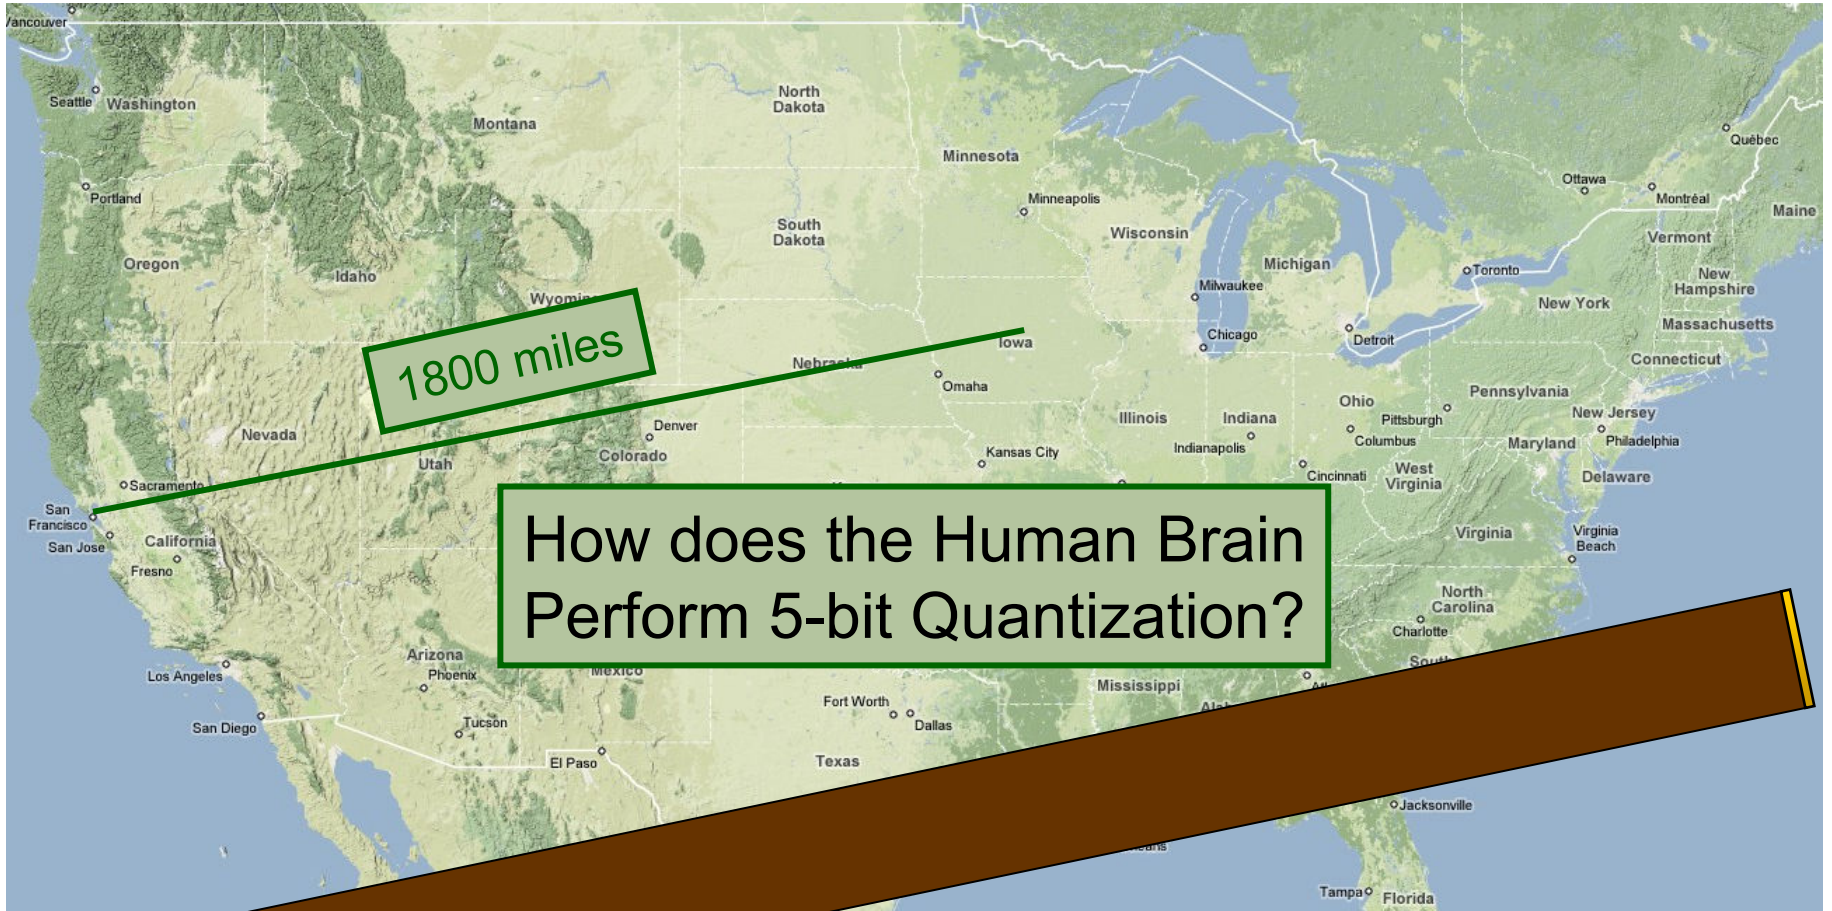 Vancouver
Seattle
Washington
Montana
North
Dakota
Minnesota
Québec
Ottawa
Montréal
Maine
Portland
Minneapolis
South
Dakota
Wisconsin
Vermont
Oregon
Idaho
Michigan
Toronto
New
Hampshire
Milwaukee
New York
Massachusetts
1800 miles
Chicago
Detroit
Iowa
Connecticut
Omaha
Pennsylvania
Ohio
Pittsburgh
New Jersey
Illinois
Indiana
Denver
Nevada
Columbus
Maryland
Philadelphia
Indianapolis
Kansas City
Colorado
Utah
Cincinnati
West
Virginia
Delaware
Sacramento
San
Francisco
San Jose
California
Fresno
How does the Human Brain
Perform 5-bit Quantization?
Virginia
Virginia
Beach
North
Carolina
Charlotte
Arizona
Phoenix
Mexico
Los Angeles
Mississippi
Fort Worth
Dallas
San Diego
Tucson
El Paso
Texas
Jacksonville
Tampa
Florida